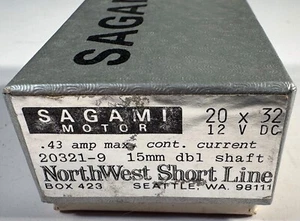 SAGAMI
SAGAMI 20 x 32
MOTOR 12 V DC
.43 amp max. cont. current
20321-9 15mm dbl shaft
NorthWest Short Line
BOX 423 SEATTLE, WA. 98111